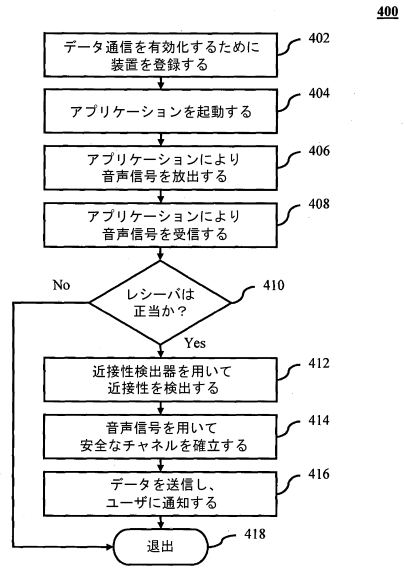 400
データ通信を有効化するために
装置を登録する
402
アプリケーションを起動する
404
アプリケーションにより
音声信号を放出する
406
アプリケーションにより
音声信号を受信する
408
レシーバは
正当か？
410
No
Yes
近接性検出器を用いて
近接性を検出する
412
音声信号を用いて
安全なチャネルを確立する
414
データを送信し、
ユーザに通知する
416
退出
418